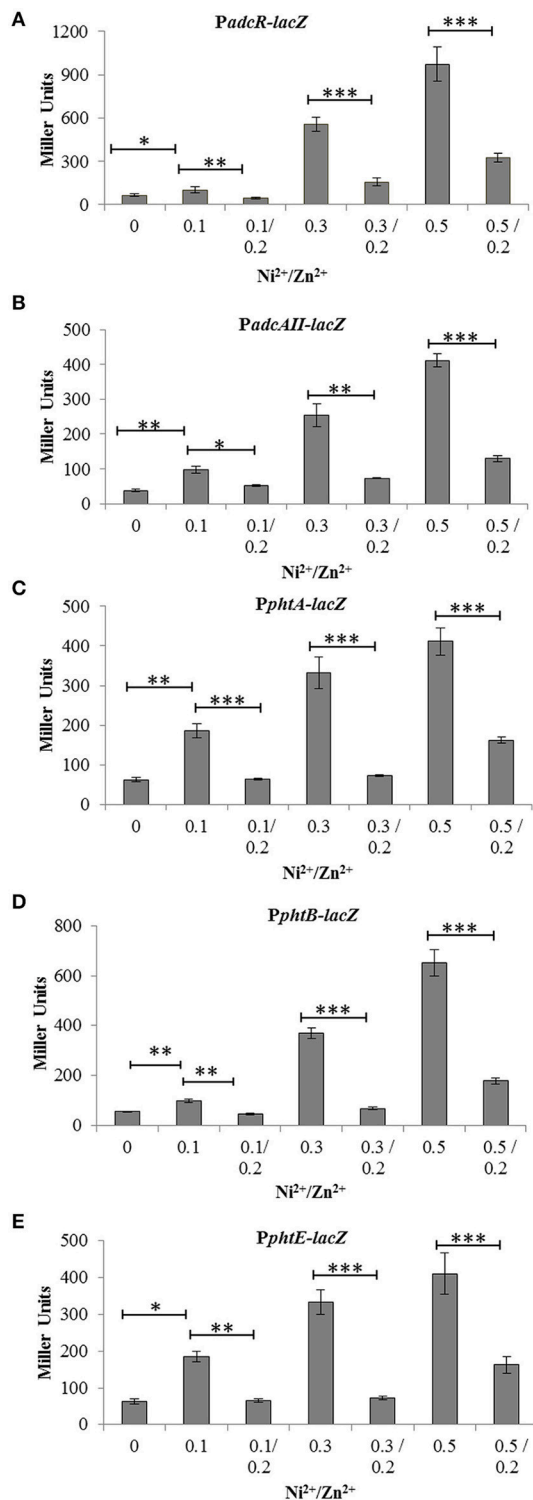 A
PadcR-lacZ
Miller Units
1200
900
600
300
0
*
**
***
***
0 0.1 0.1/ 0.3 0.3 / 0.5 0.5 /
0.2 0.2 0.2
Ni²⁺/Zn²⁺
B
PadcAII-lacZ
Miller Units
500
400
300
200
100
0
**
*
**
***
0 0.1 0.1/ 0.3 0.3 / 0.5 0.5 /
0.2 0.2 0.2
Ni²⁺/Zn²⁺
C
PphtA-lacZ
Miller Units
500
400
300
200
100
0
**
***
***
***
0 0.1 0.1/ 0.3 0.3 / 0.5 0.5 /
0.2 0.2 0.2
Ni²⁺/Zn²⁺
D
PphtB-lacZ
Miller Units
800
600
400
200
0
**
**
***
***
0 0.1 0.1/ 0.3 0.3 / 0.5 0.5 /
0.2 0.2 0.2
Ni²⁺/Zn²⁺
E
PphtE-lacZ
Miller Units
500
400
300
200
100
0
*
**
***
***
0 0.1 0.1/ 0.3 0.3 / 0.5 0.5 /
0.2 0.2 0.2
Ni²⁺/Zn²⁺